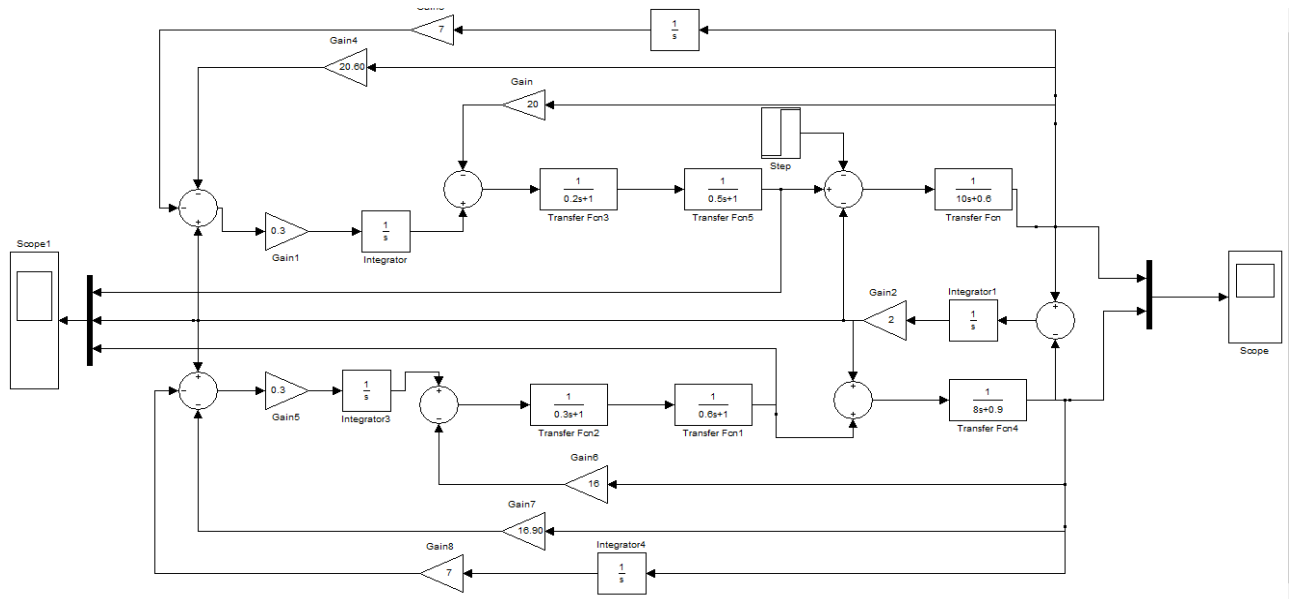 7
1
s
Gain4
20.60
Gain
20
Step
1
0.2s+1
Transfer Fcn3
1
0.5s+1
Transfer Fcn5
1
10s+0.6
Transfer Fcn
0.3
Gain1
1
s
Integrator
Scope1
Gain2
2
Integrator1
1
s
Scope
0.3
Gain5
1
s
Integrator3
1
0.3s+1
Transfer Fcn2
1
0.6s+1
Transfer Fcn1
1
8s+0.9
Transfer Fcn4
Gain6
16
Gain7
16.90
Gain8
7
Integrator4
1
s